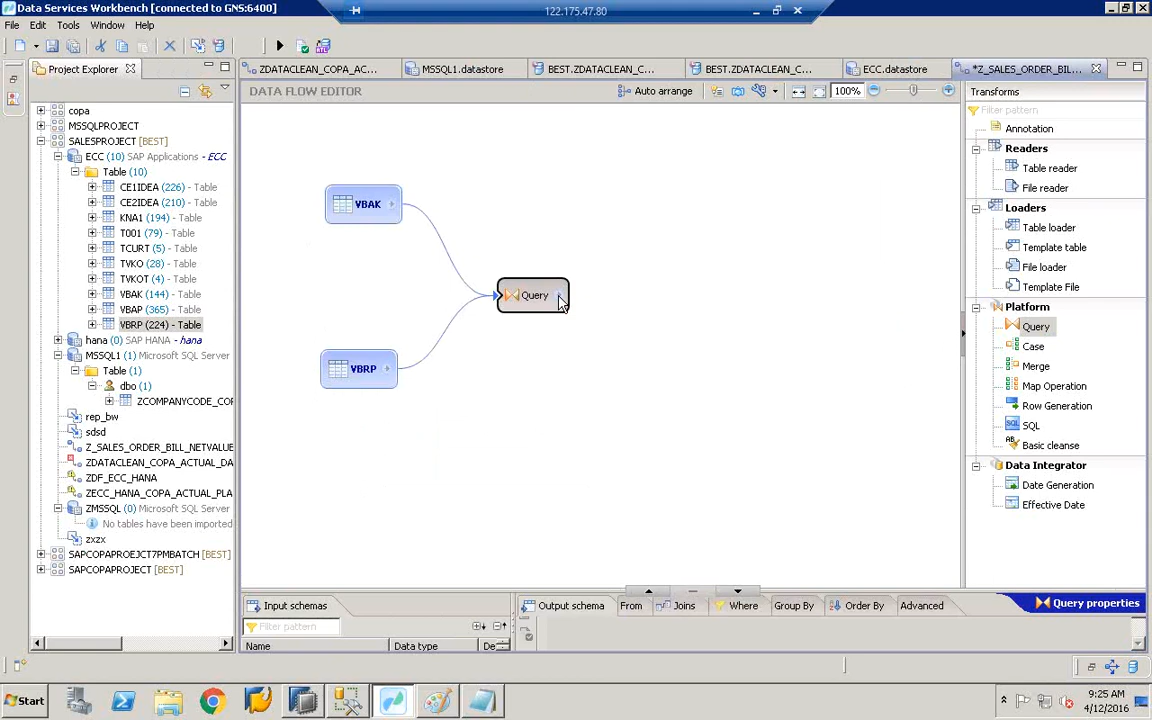 Data Services Workbench [connected to GNS:6400]
122.175.47.80
File Edit Tools Window Help
Project Explorer
ZDATACLEAN_COPA_AC...
MSSQL1.datastore
BEST.ZDATACLEAN_C...
BEST.ZDATACLEAN_C...
ECC.datastore
*Z_SALES_ORDER_BILL...
DATA FLOW EDITOR
Auto arrange
100%
Transforms
Filter pattern
copa
MSSQLPROJECT
SALESPROJECT [BEST]
ECC (10) SAP Applications - ECC
Table (10)
CE1IDEA (226) - Table
CE2IDEA (210) - Table
KNA1 (194) - Table
T001 (79) - Table
TCURT (5) - Table
TVKO (28) - Table
TVKOT (4) - Table
VBAK (144) - Table
VBAP (365) - Table
VBRP (224) - Table
hana (0) SAP HANA - hana
MSSQL1 (1) Microsoft SQL Server
Table (1)
dbo (1)
ZCOMPANYCODE_COF
rep_bw
sdsd
Z_SALES_ORDER_BILL_NETVALUE
ZDATACLEAN_COPA_ACTUAL_DA
ZDF_ECC_HANA
ZECC_HANA_COPA_ACTUAL_PLA
ZMSSQL (0) Microsoft SQL Server
No tables have been imported
zxzx
SAPCOPAPROEJCT7PMBATCH [BEST]
SAPCOPAPROJECT [BEST]
VBAK
Query
VBRP
Annotation
Readers
Table reader
File reader
Loaders
Table loader
Template table
File loader
Template File
Platform
Query
Case
Merge
Map Operation
Row Generation
SQL
Basic cleanse
Data Integrator
Date Generation
Effective Date
Input schemas
Filter pattern
Name Data type De
Output schema From Joins Where Group By Order By Advanced
Query properties
Start
9:25 AM
4/12/2016